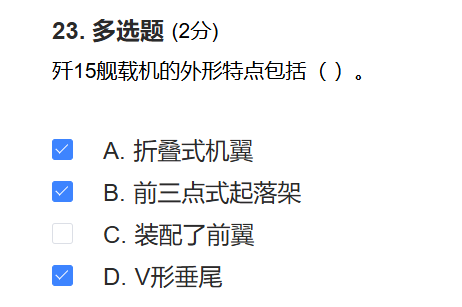 23. 多选题 (2分)
歼15舰载机的外形特点包括（ ）。
A. 折叠式机翼
B. 前三点式起落架
C. 装配了前翼
D. V形垂尾